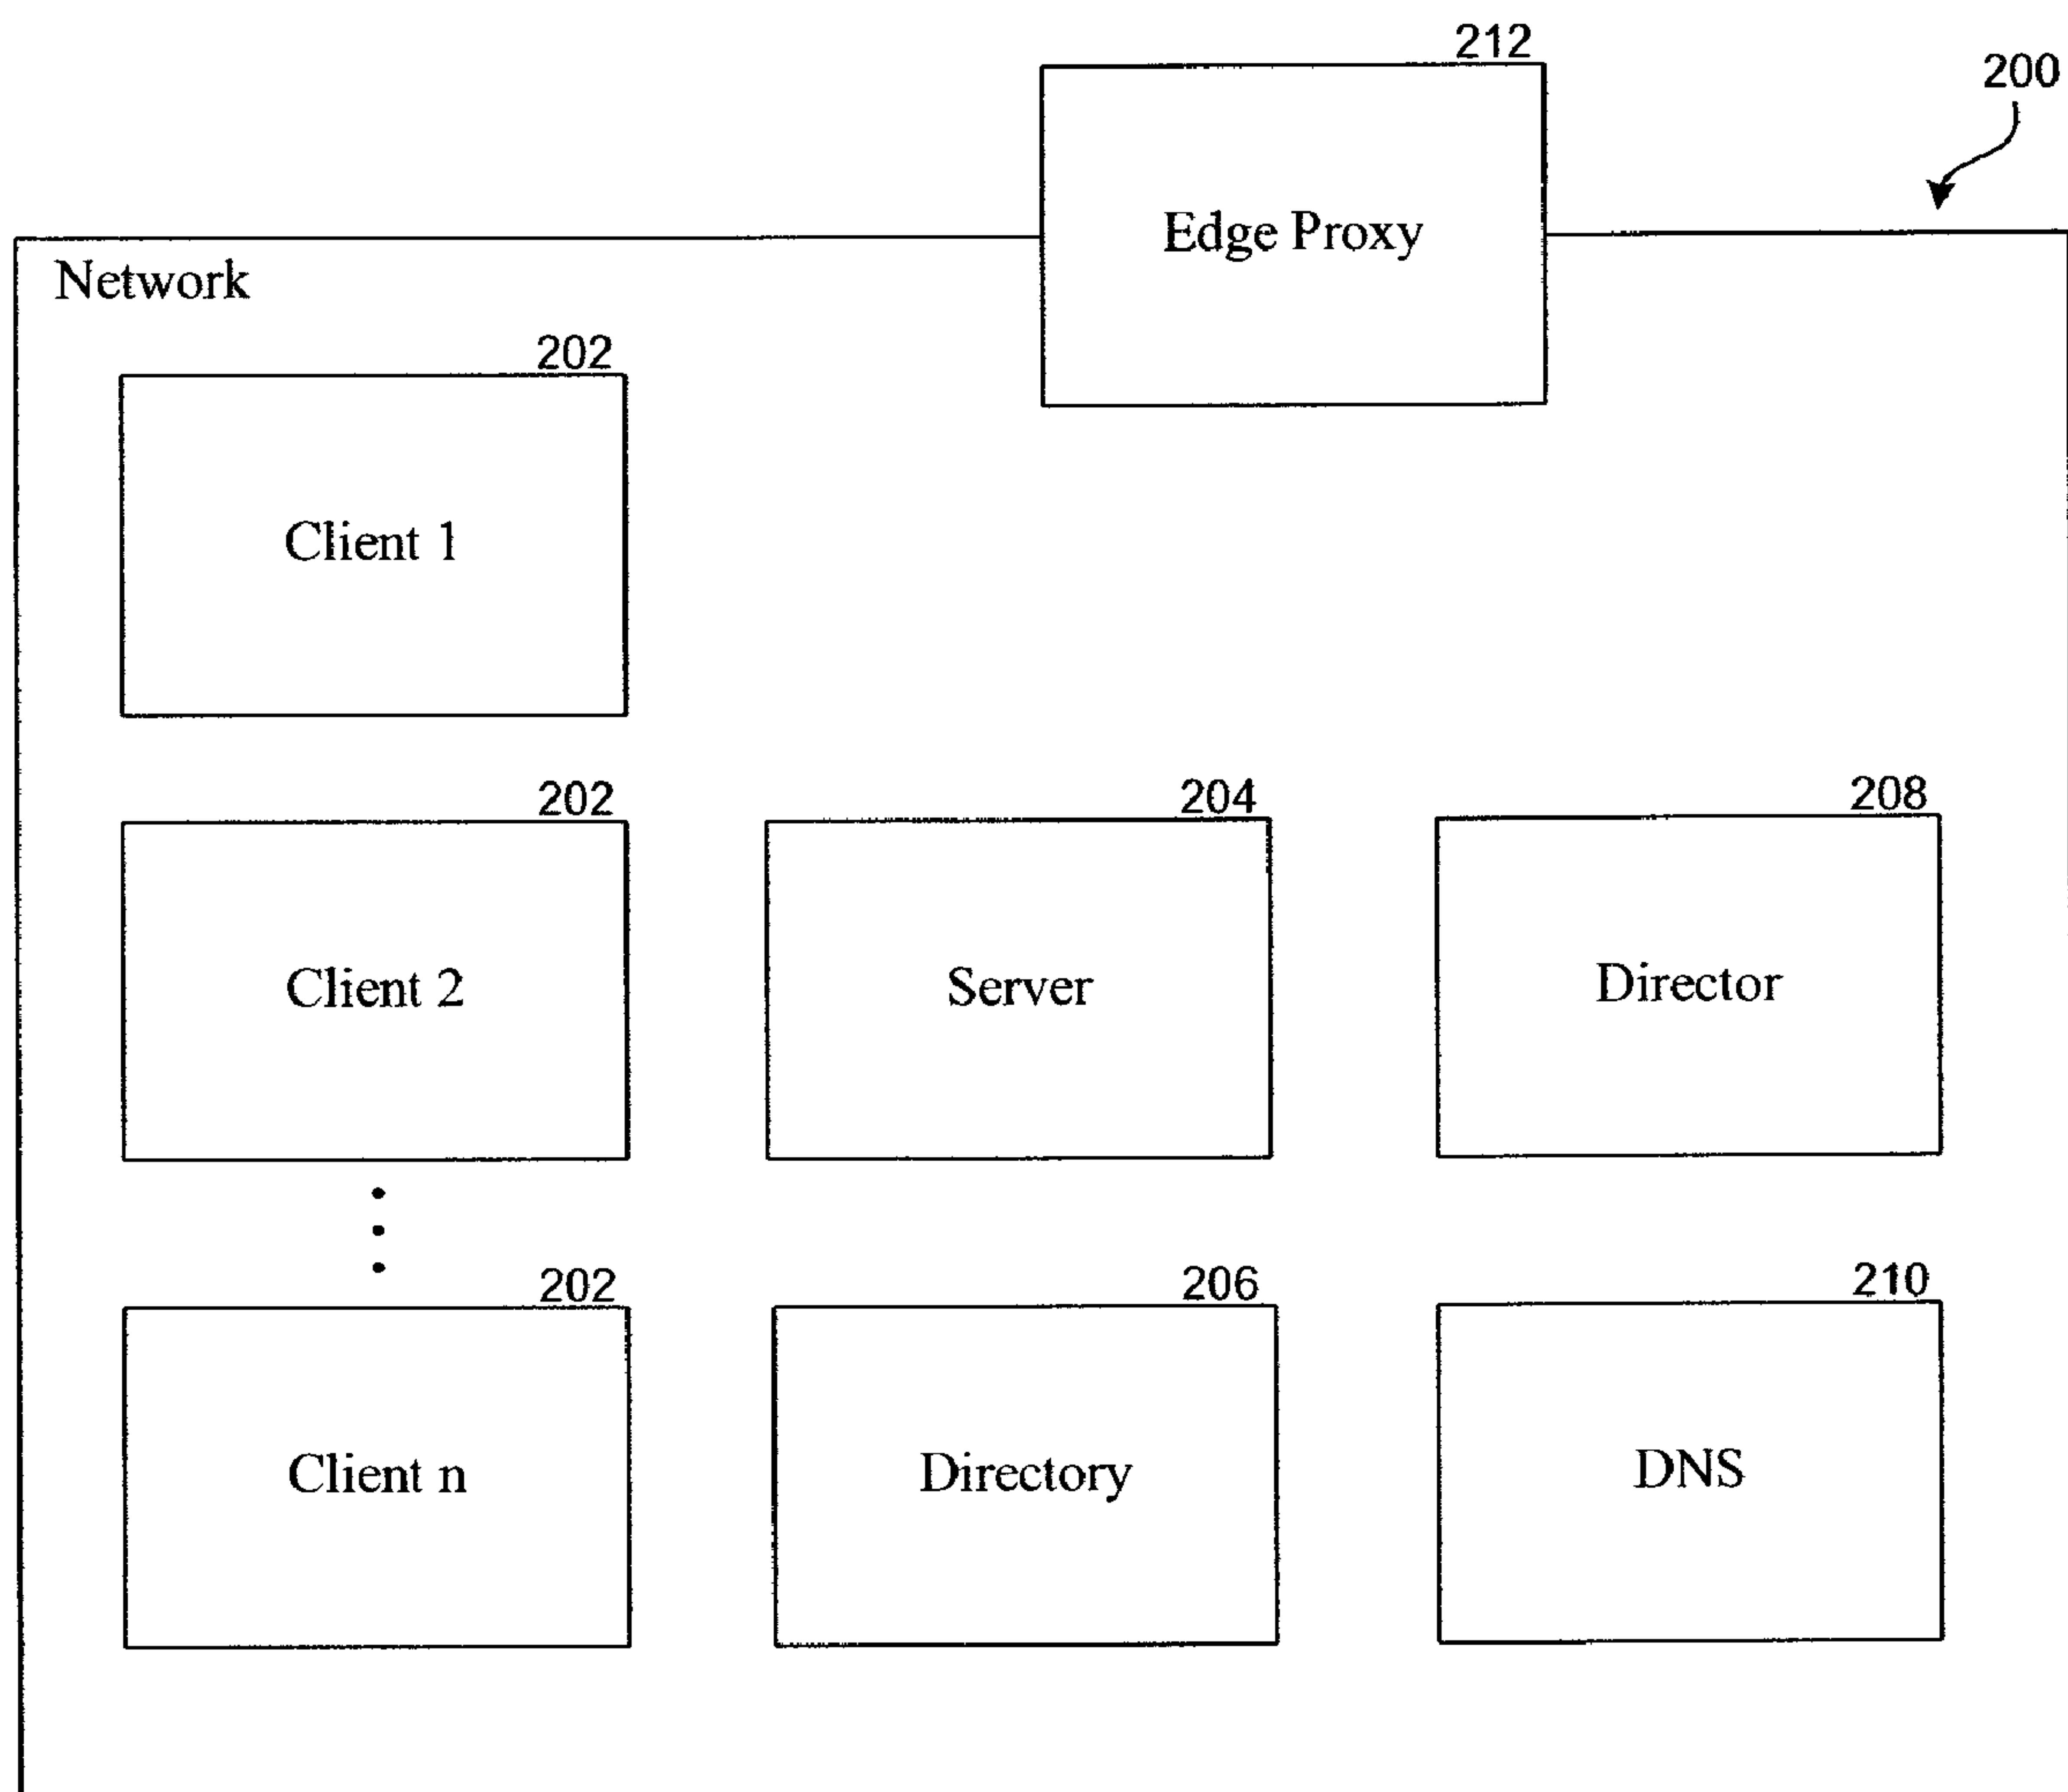 212
200
Edge Proxy
Network
202
Client 1
202
204
208
Client 2
Server
Director
202
206
210
Client n
Directory
DNS